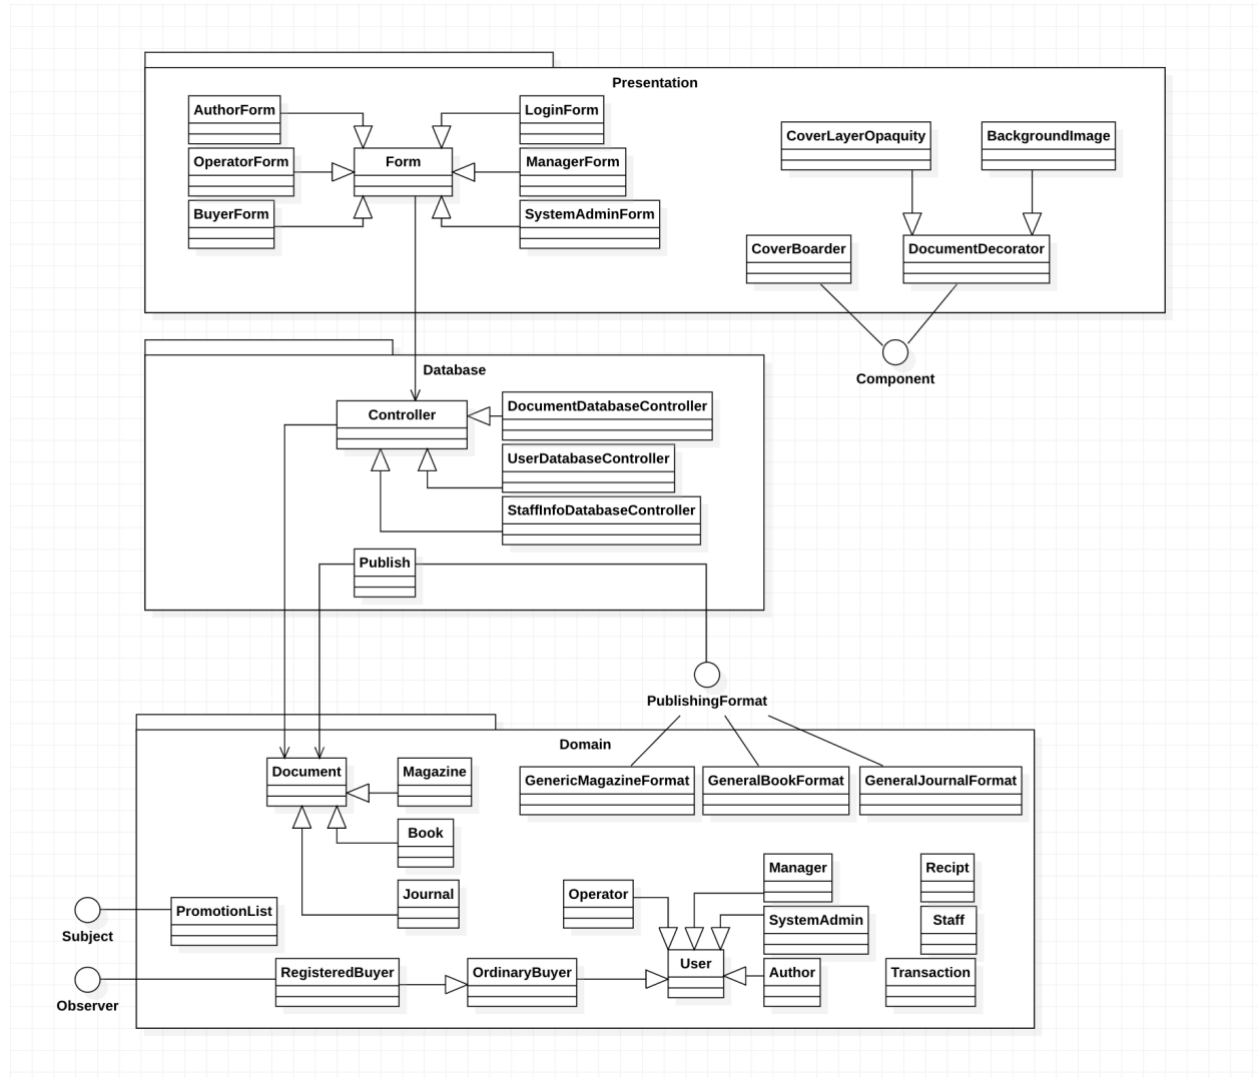 Presentation
AuthorForm
LoginForm
OperatorForm
Form
ManagerForm
BuyerForm
SystemAdminForm
CoverLayerOpaquity
BackgroundImage
CoverBoarder
DocumentDecorator
Component
Database
Controller
DocumentDatabaseController
UserDatabaseController
StaffInfoDatabaseController
Publish
PublishingFormat
Domain
Document
Magazine
GenericMagazineFormat
GeneralBookFormat
GeneralJournalFormat
Book
Journal
Manager
Recipt
Operator
PromotionList
SystemAdmin
Staff
Subject
User
RegisteredBuyer
OrdinaryBuyer
Author
Transaction
Observer